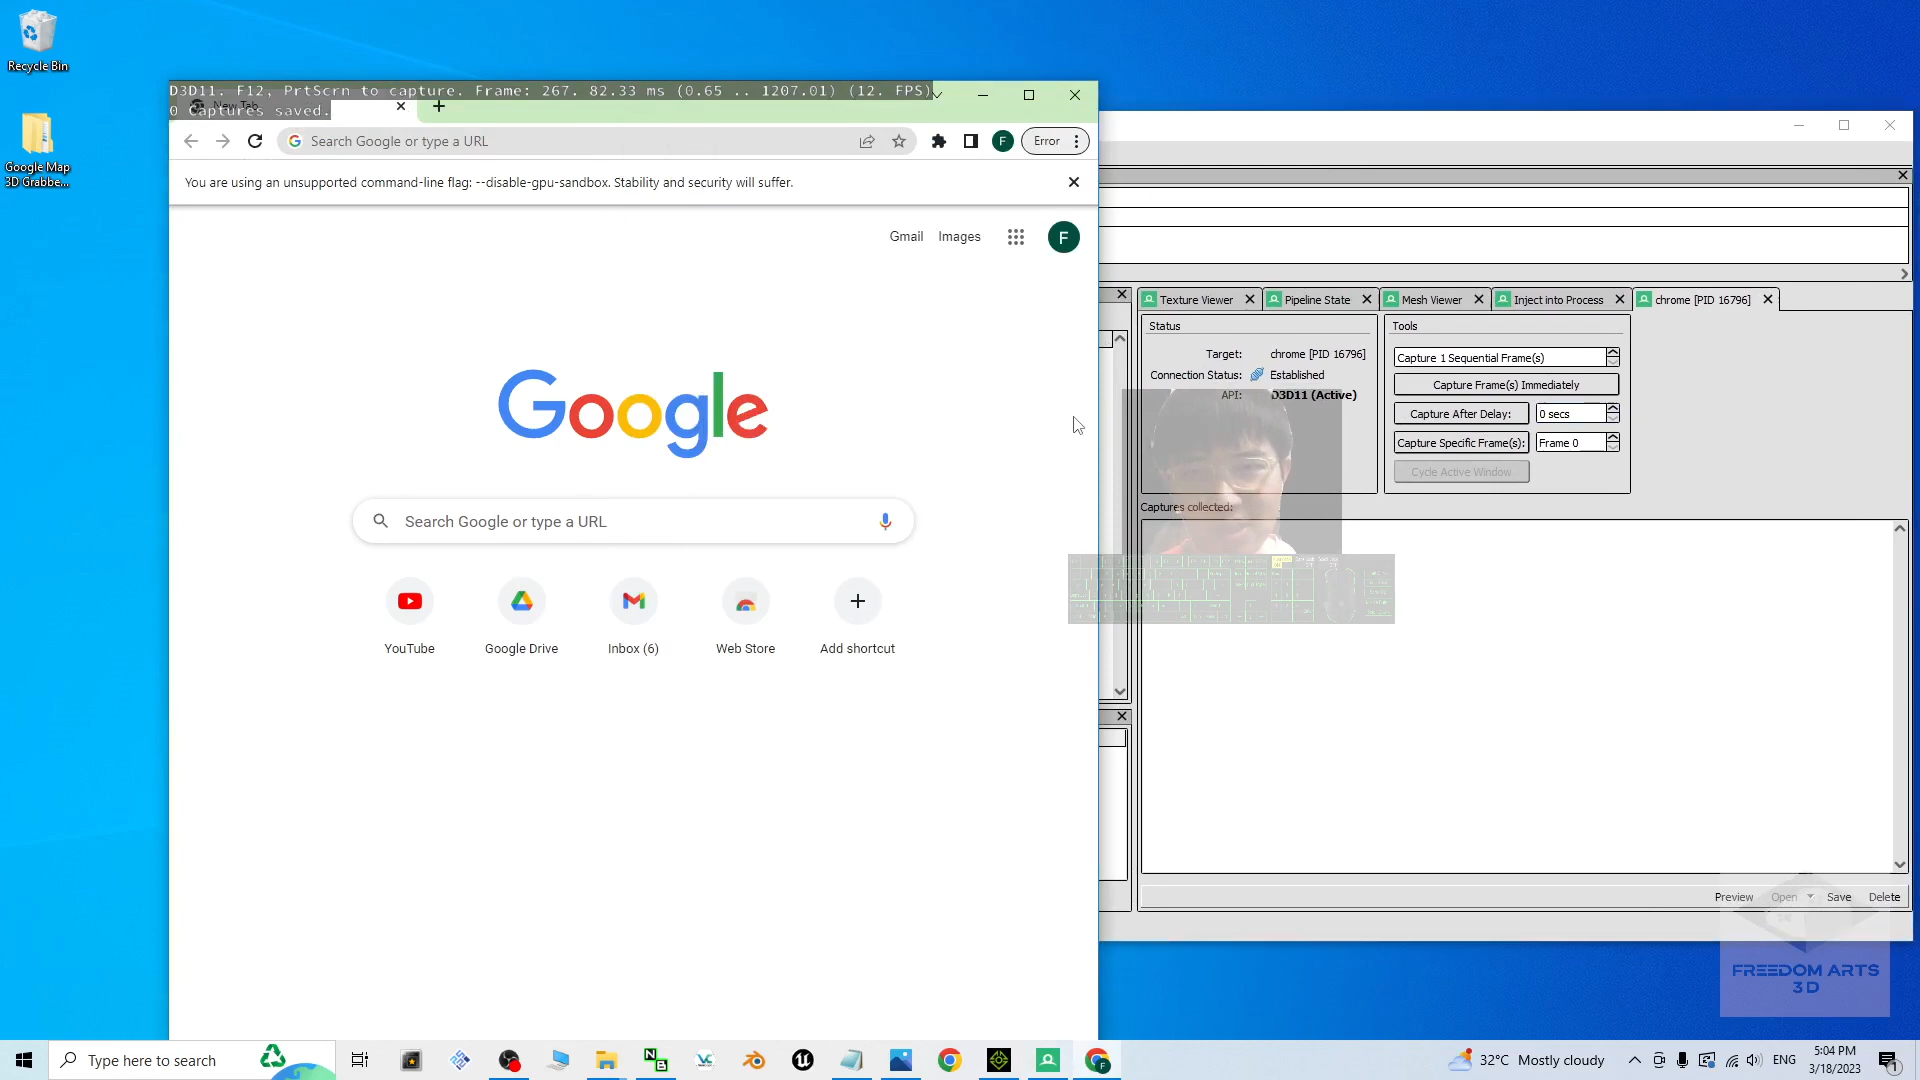 Recycle Bin
Google Map
3D Grabbe...
D3D11. F12, PrtScrn to capture. Frame: 267. 82.33 ms (0.65 .. 1207.01) (12. FPS)
0 Captures saved.
New Tab
Search Google or type a URL
F
Error
You are using an unsupported command-line flag: --disable-gpu-sandbox. Stability and security will suffer.
Gmail
Images
F
Google
Search Google or type a URL
YouTube
Google Drive
Inbox (6)
Web Store
Add shortcut
Texture Viewer
Pipeline State
Mesh Viewer
Inject into Process
chrome [PID 16796]
Status
Target: chrome [PID 16796]
Connection Status: Established
API: D3D11 (Active)
Tools
Capture 1 Sequential Frame(s)
Capture Frame(s) Immediately
Capture After Delay:
0 secs
Capture Specific Frame(s):
Frame 0
Cycle Active Window
Captures collected:
Preview
Open
Save
Delete
FREEDOM ARTS
3D
Type here to search
32°C Mostly cloudy
ENG
5:04 PM
3/18/2023
1